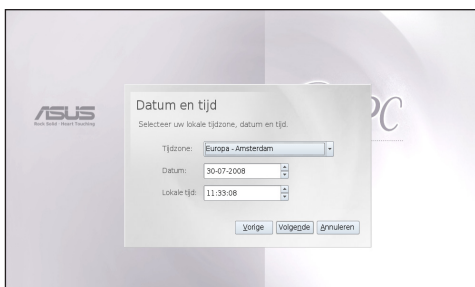 ASUS
Rock Solid · Heart Touching
PC
Datum en tijd
Selecteer uw lokale tijdzone, datum en tijd.
Tijdzone: Europa - Amsterdam
Datum: 30-07-2008
Lokale tijd: 11:33:08
Vorige Volgende Annuleren